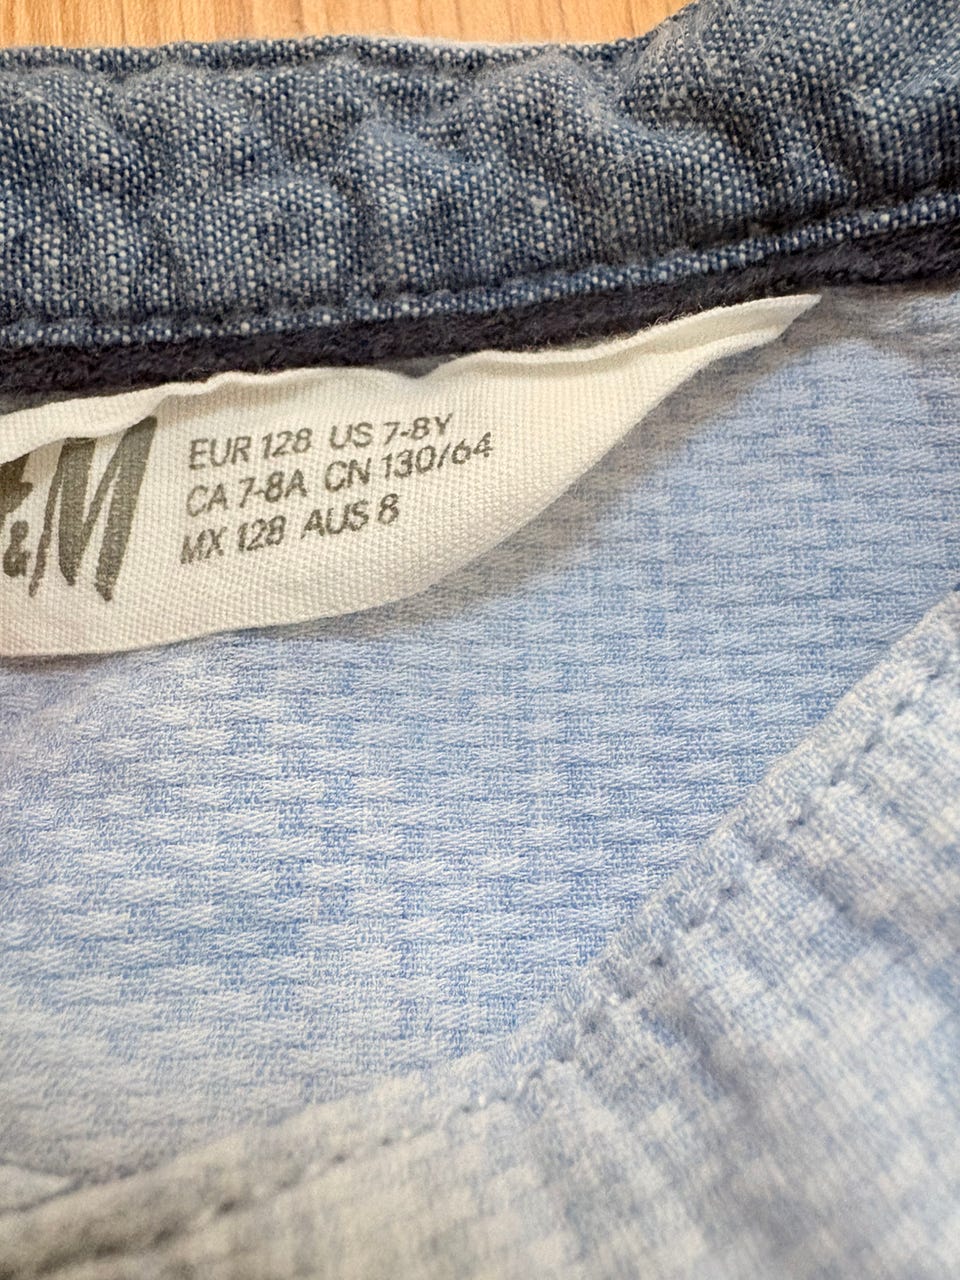 &M
EUR 128 US 7-8Y
CA 7-8A CN 130/64
MX 128 AUS 8